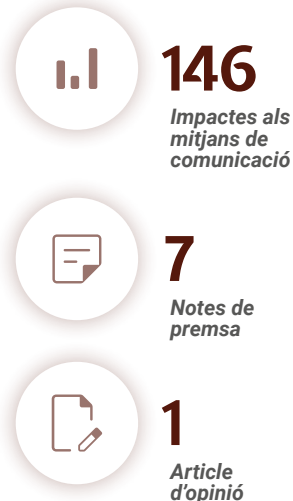 146
Impactes als
mitjans de
comunicació
7
Notes de
premsa
1
Article
d'opinió